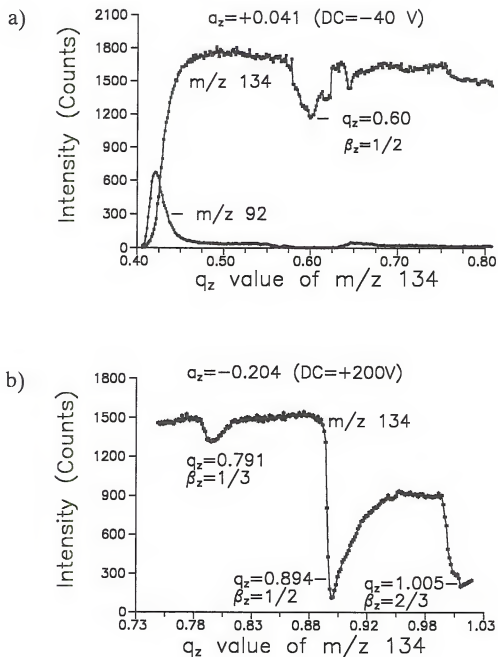 a)
q_z=+0.041 (DC=−40 V)
Intensity (Counts)
2100
1800
1500
1200
900
600
300
0
m/z 134
q_z=0.60
β_z=1/2
m/z 92
0.40 0.50 0.60 0.70 0.80
q_z value of m/z 134
b)
a_z=−0.204 (DC=+200V)
Intensity (Counts)
1800
1500
1200
900
600
300
0
m/z 134
q_z=0.791
β_z=1/3
q_z=0.894
β_z=1/2
q_z=1.005
β_z=2/3
0.73 0.78 0.83 0.88 0.92 0.98 1.03
q_z value of m/z 134